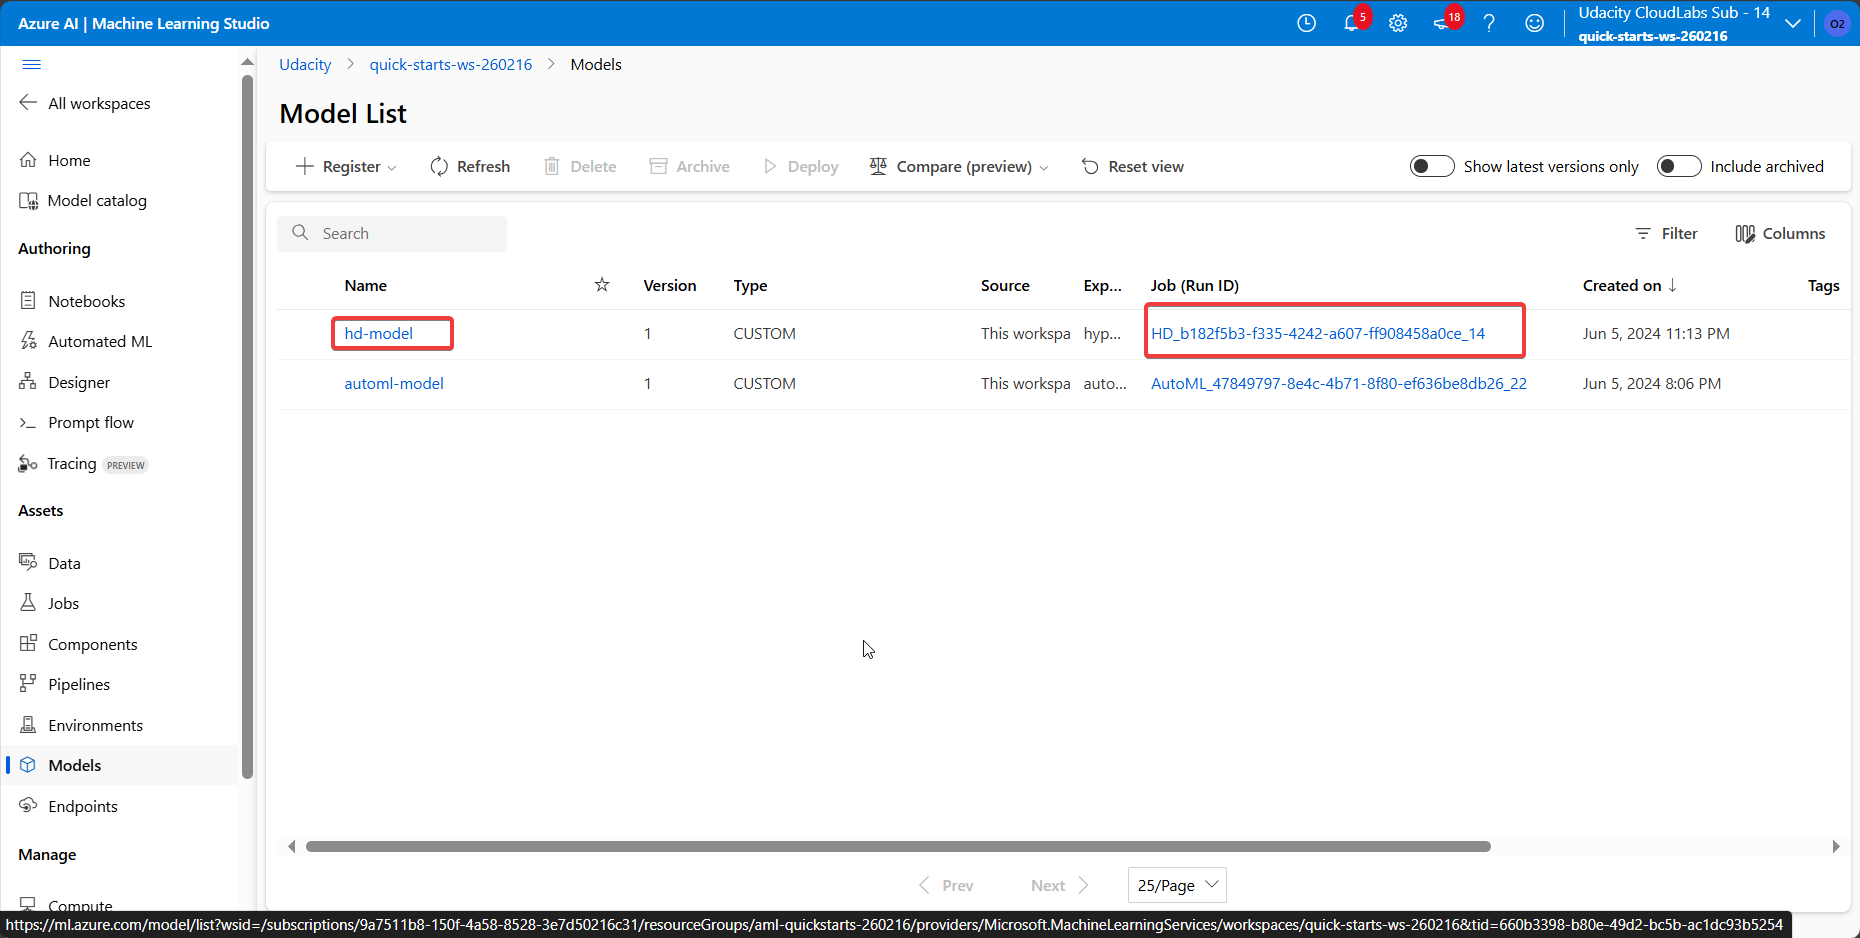 Azure AI | Machine Learning Studio
5
18
Udacity CloudLabs Sub - 14
quick-starts-ws-260216
O2
All workspaces
Home
Model catalog
Authoring
Notebooks
Automated ML
Designer
Prompt flow
Tracing PREVIEW
Assets
Data
Jobs
Components
Pipelines
Environments
Models
Endpoints
Manage
Compute
Udacity > quick-starts-ws-260216 > Models
Model List
Register Refresh Delete Archive Deploy Compare (preview) Reset view Show latest versions only Include archived
Search Filter Columns
Name Version Type Source Exp... Job (Run ID) Created on ↓ Tags
hd-model 1 CUSTOM This workspa hyp... HD_b182f5b3-f335-4242-a607-ff908458a0ce_14 Jun 5, 2024 11:13 PM
automl-model 1 CUSTOM This workspa auto... AutoML_47849797-8e4c-4b71-8f80-ef636be8db26_22 Jun 5, 2024 8:06 PM
Prev Next 25/Page
https://ml.azure.com/model/list?wsid=/subscriptions/9a7511b8-150f-4a58-8528-3e7d50216c31/resourceGroups/aml-quickstarts-260216/providers/Microsoft.MachineLearningServices/workspaces/quick-starts-ws-260216&tid=660b3398-b80e-49d2-bc5b-ac1dc93b5254